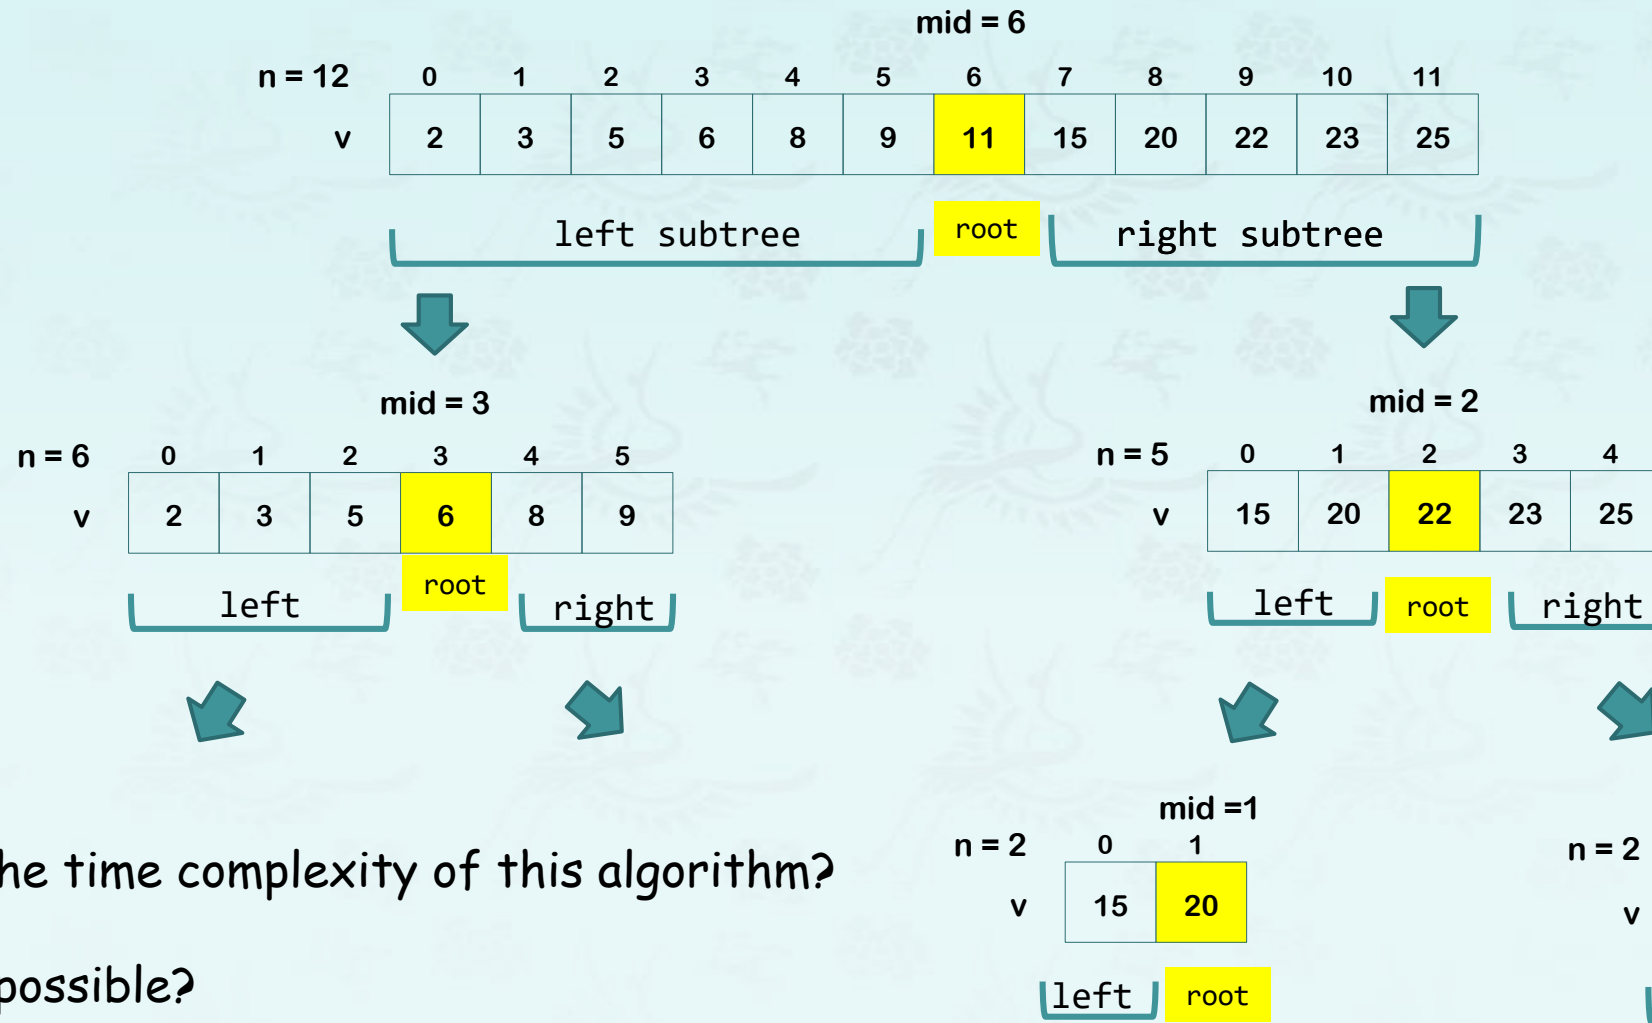 mid = 6
n = 12 0 1 2 3 4 5 6 7 8 9 10 11
v 2 3 5 6 8 9 11 15 20 22 23 25
left subtree root right subtree
mid = 3
n = 6 0 1 2 3 4 5
v 2 3 5 6 8 9
left root right
mid = 2
n = 5 0 1 2 3 4
v 15 20 22 23 25
left root right
he time complexity of this algorithm?
possible?
mid =1
n = 2 0 1
v 15 20
left root
n = 2
v